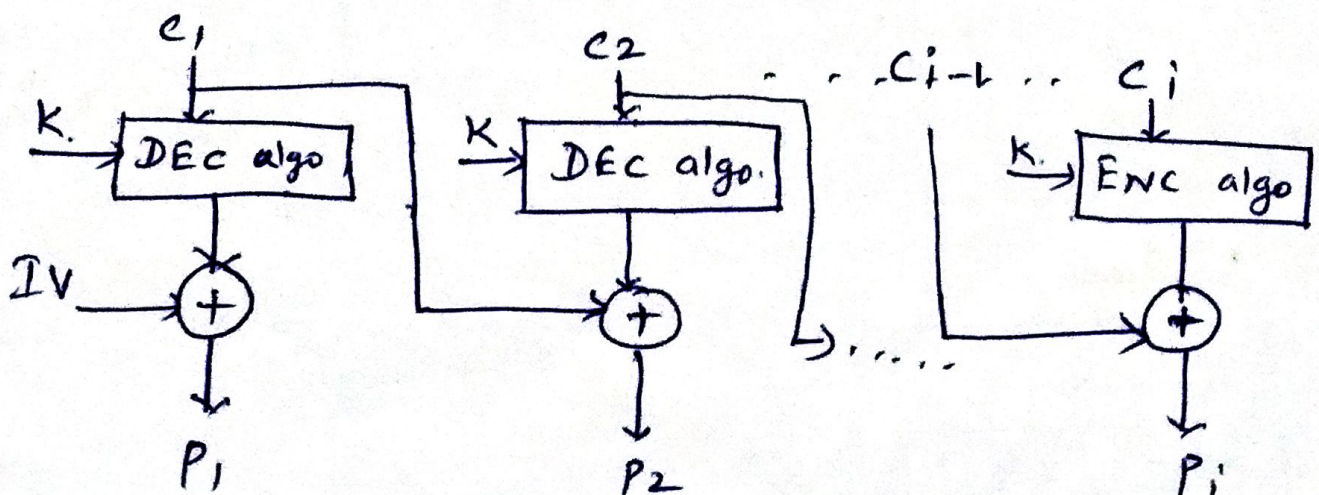 C1 C2 . . . Ci-1 .. Ci
K. DEC algo K DEC algo. K. ENC algo
IV + + +
.....
P1 P2 Pi